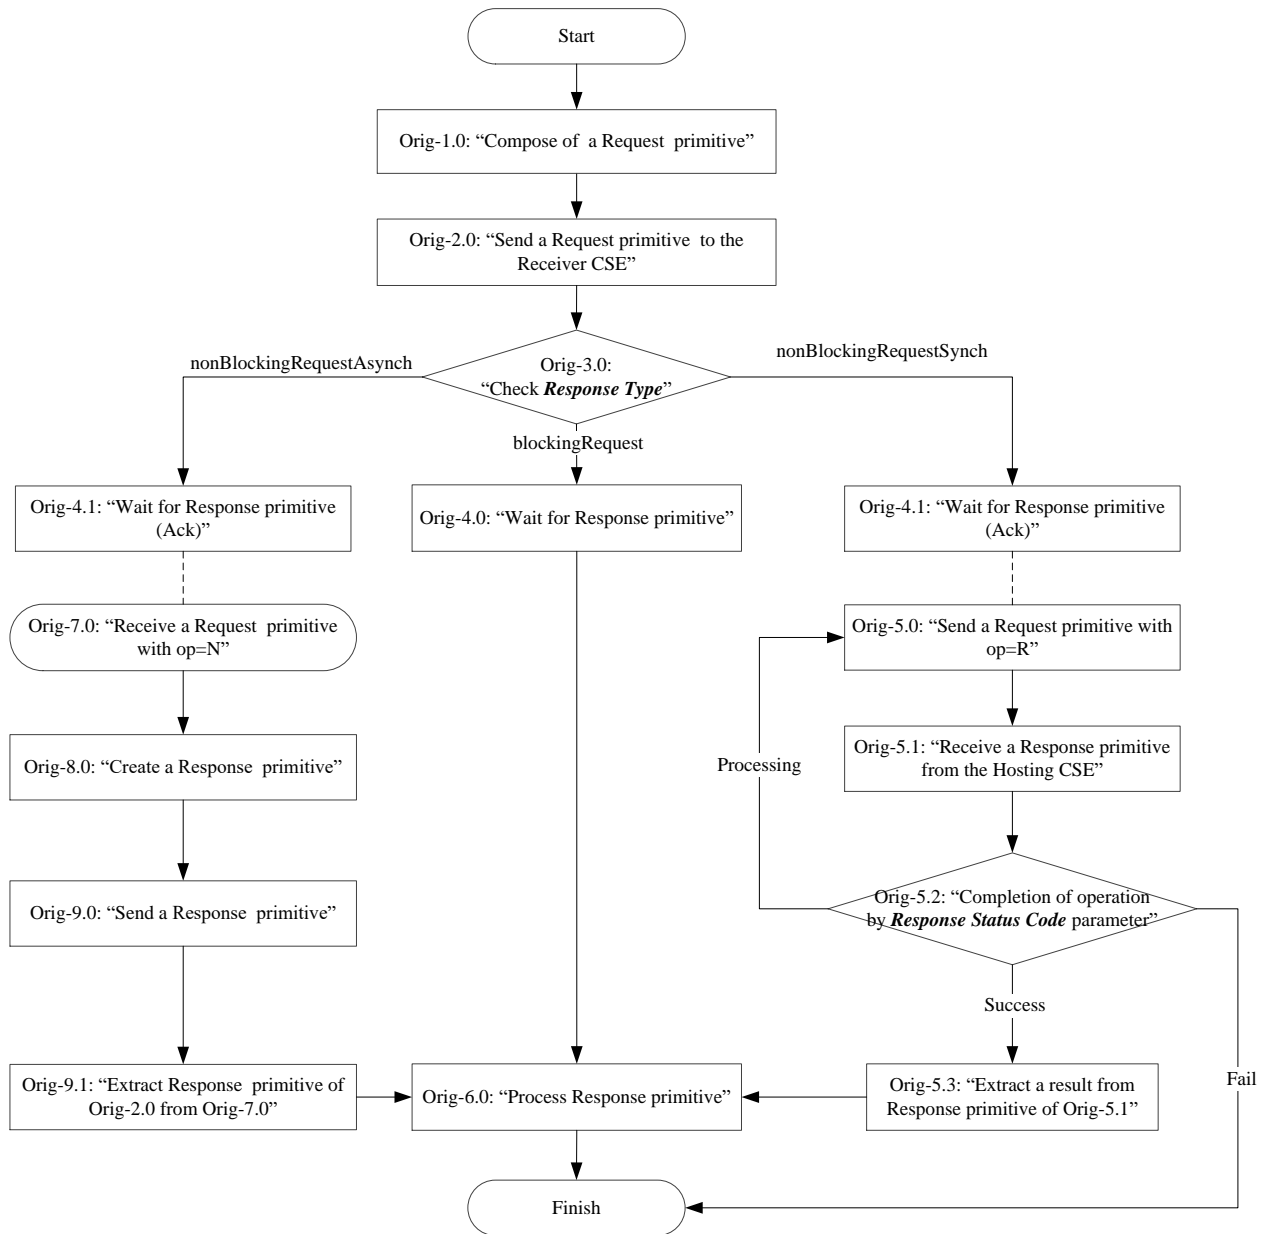 Start
Orig-1.0: “Compose of a Request primitive”
Orig-2.0: “Send a Request primitive to the
Receiver CSE”
nonBlockingRequestAsynch
Orig-3.0:
“Check Response Type”
nonBlockingRequestSynch
blockingRequest
Orig-4.1: “Wait for Response primitive
(Ack)”
Orig-4.0: “Wait for Response primitive”
Orig-4.1: “Wait for Response primitive
(Ack)”
Orig-7.0: “Receive a Request primitive
with op=N”
Orig-5.0: “Send a Request primitive with
op=R”
Orig-8.0: “Create a Response primitive”
Processing
Orig-5.1: “Receive a Response primitive
from the Hosting CSE”
Orig-9.0: “Send a Response primitive”
Orig-5.2: “Completion of operation
by Response Status Code parameter”
Success
Orig-9.1: “Extract Response primitive of
Orig-2.0 from Orig-7.0”
Orig-6.0: “Process Response primitive”
Orig-5.3: “Extract a result from
Response primitive of Orig-5.1”
Fail
Finish